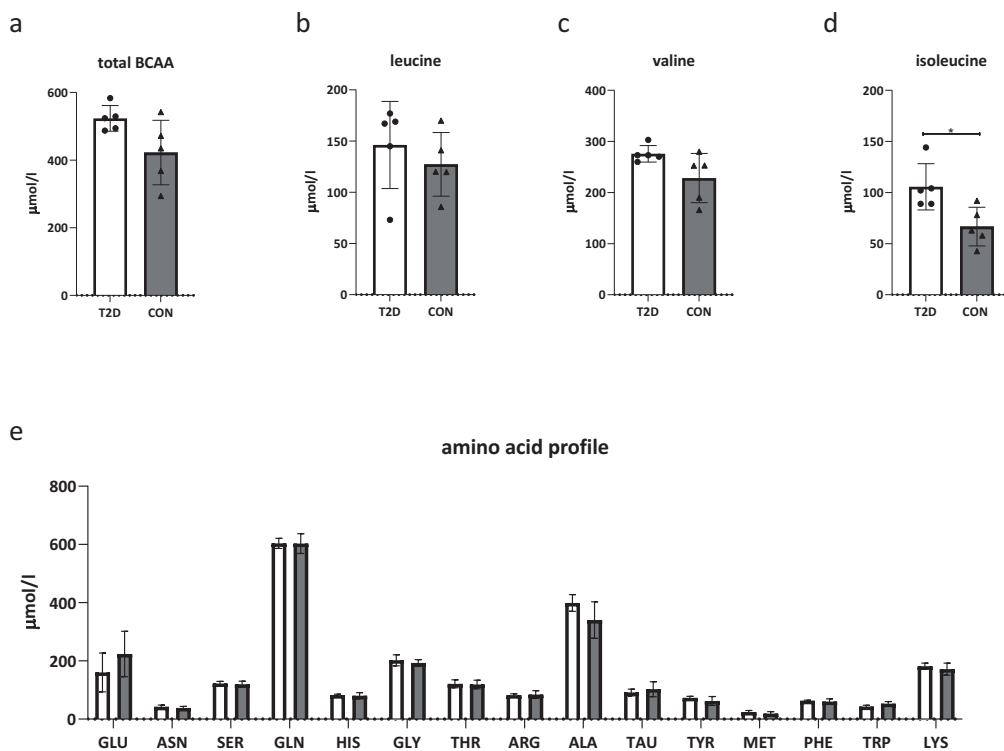 a
total BCAA
600
400
200
0
µmol/l
T2D CON
b
leucine
200
150
100
50
0
µmol/l
T2D CON
c
valine
400
300
200
100
0
µmol/l
T2D CON
d
isoleucine
200
150
100
50
0
µmol/l
*
T2D CON
e
amino acid profile
800
600
400
200
0
µmol/l
GLU ASN SER GLN HIS GLY THR ARG ALA TAU TYR MET PHE TRP LYS